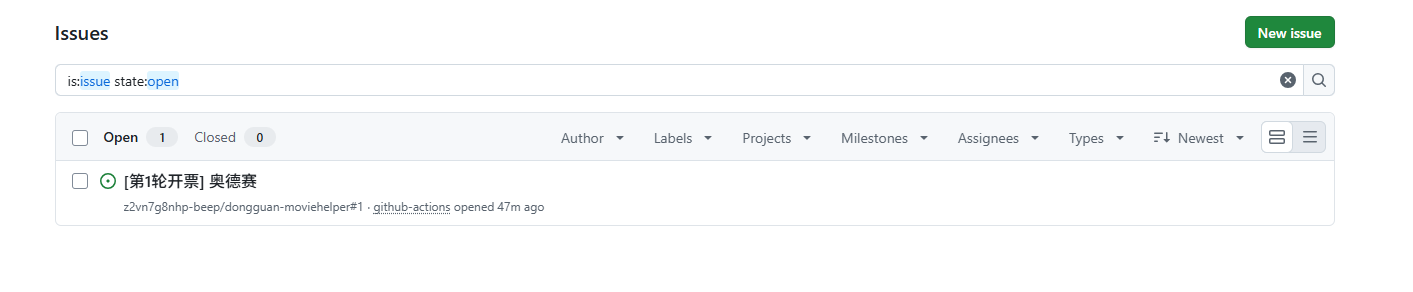 Issues
New issue
is:issue state:open
Open 1 Closed 0 Author Labels Projects Milestones Assignees Types Newest
[第1轮开票] 奥德赛
z2vn7g8nhp-beep/dongguan-moviehelper#1 · github-actions opened 47m ago